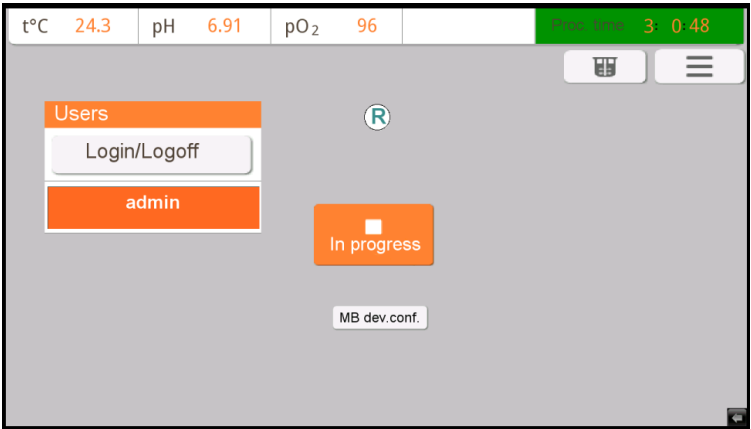 t°C 24.3 pH 6.91 pO2 96 Proc. time 3: 0:48
Users
R
Login/Logoff
admin
In progress
MB dev.conf.